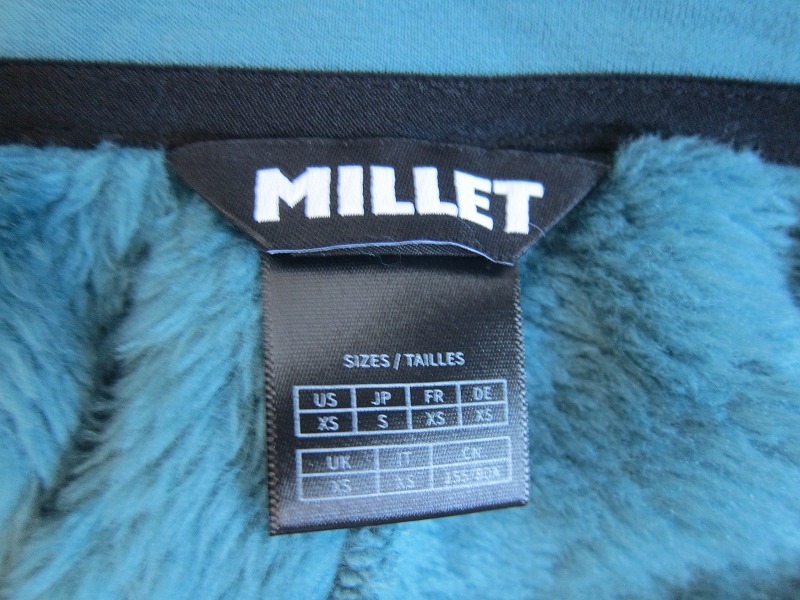 MILLET
SIZES / TAILLES
US JP FR DE
XS S XS XS
UK IT CN
XS XS 155/80A